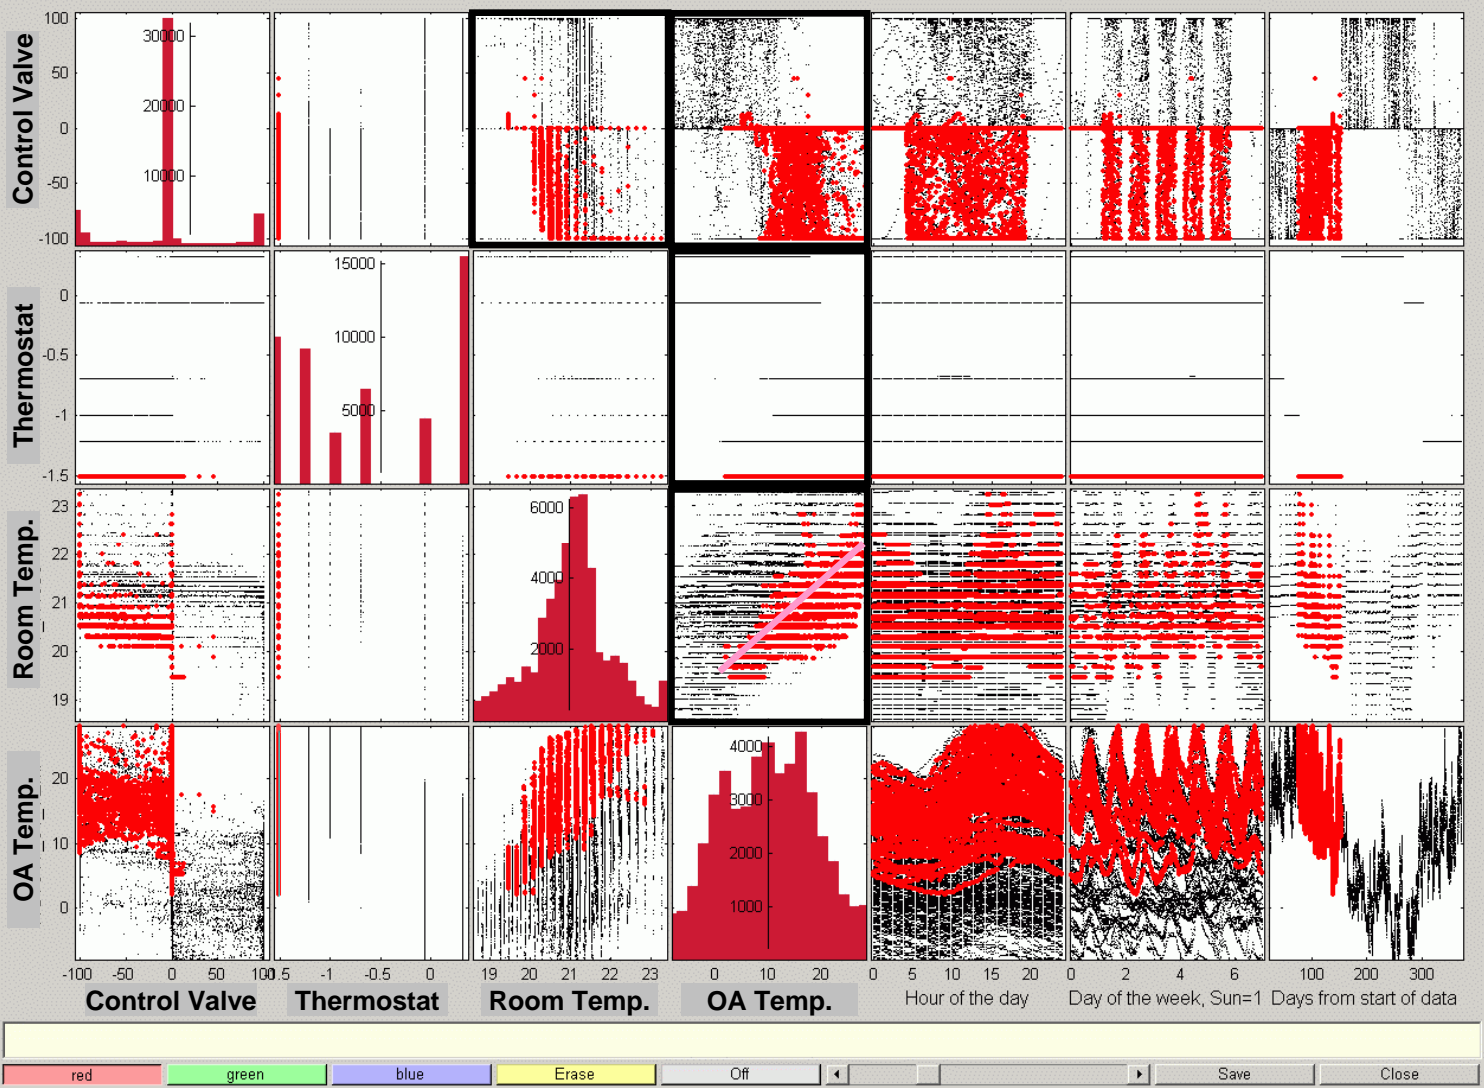 100
50
0
-50
-100
Control Valve
30000
20000
10000
0
-0.5
-1
-1.5
Thermostat
15000
10000
5000
23
22
21
20
19
Room Temp.
6000
4000
2000
20
10
0
OA Temp.
4000
3000
2000
1000
-100 -50 0 50
-1 -0.5 0
19 20 21 22 23
0 10 20
0 5 10 15 20
0 2 4 6
100 200 300
Control Valve Thermostat Room Temp. OA Temp. Hour of the day Day of the week, Sun=1 Days from start of data
red green blue Erase Off Save Close